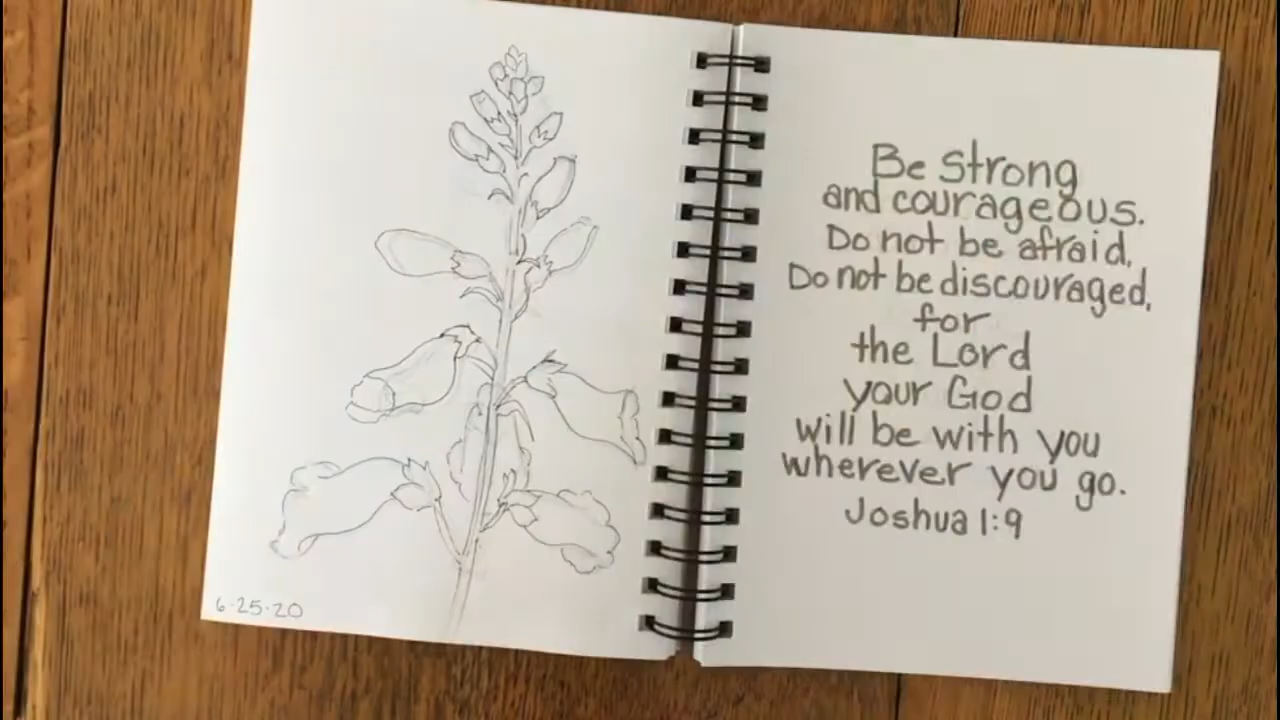 6·25·20
Be Strong
and courageous.
Do not be afraid,
Do not be discouraged,
for
the Lord
your God
will be with you
wherever you go.
Joshua 1:9